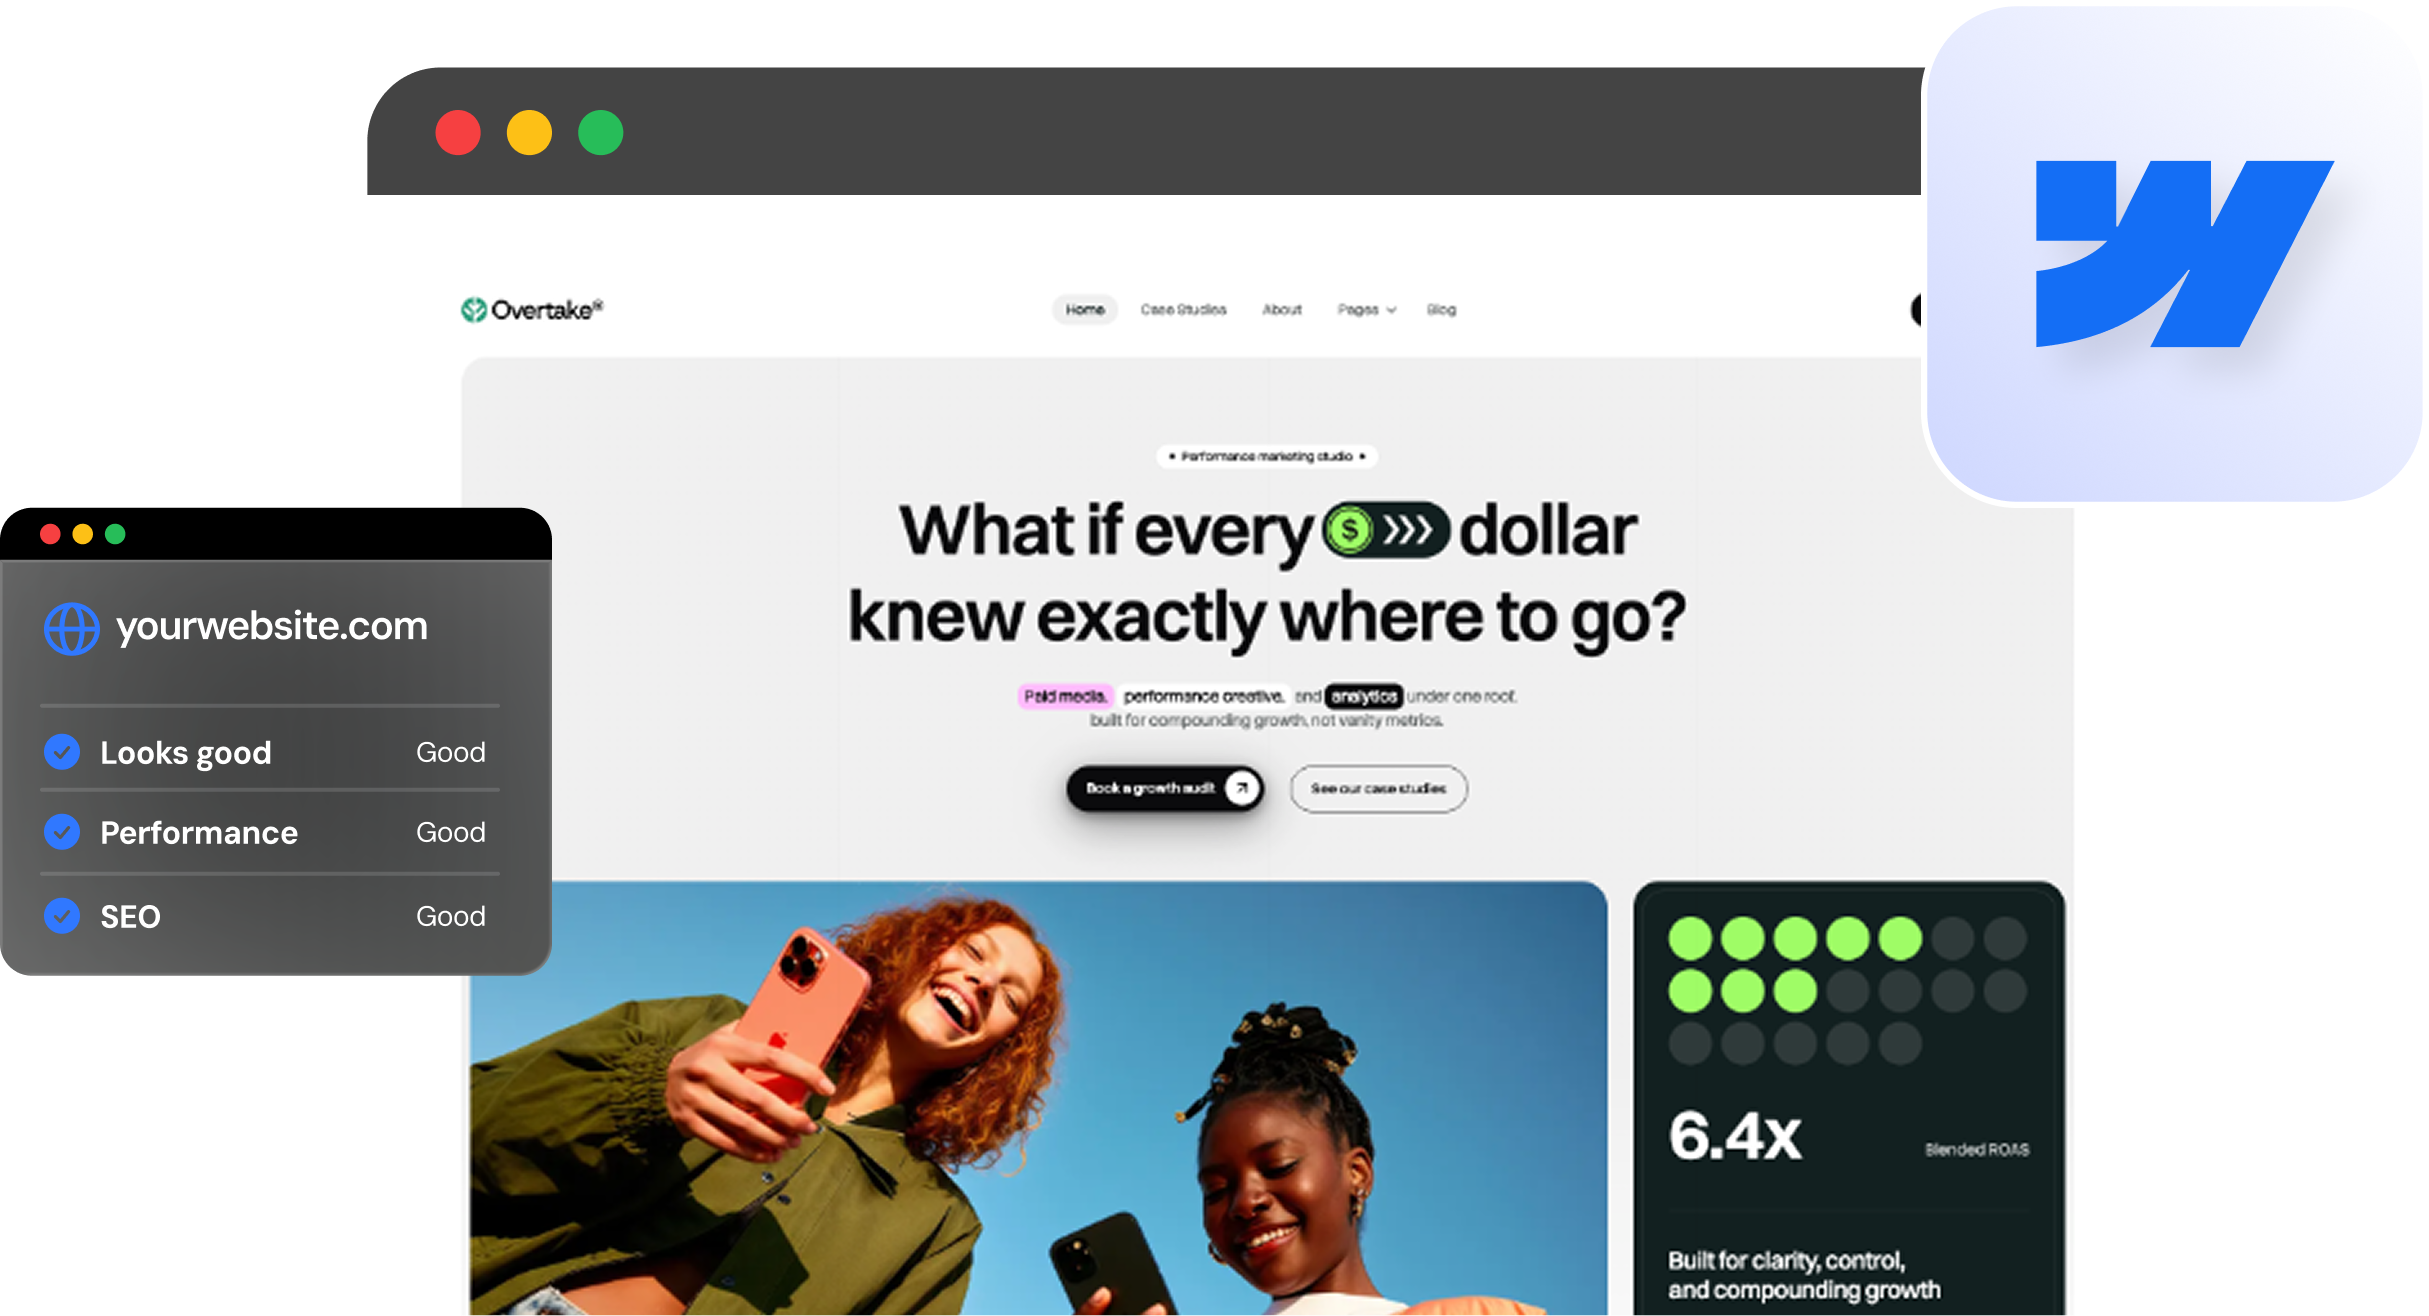 Overtake®
Home Case Studies About Pages Blog
• Performance marketing studio •
What if every $ dollar
knew exactly where to go?
Paid media, performance creative, and analytics under one roof.
built for compounding growth, not vanity metrics.
Book a growth audit
See our case studies
yourwebsite.com
Looks good Good
Performance Good
SEO Good
6.4x
Blended ROAS
Built for clarity, control,
and compounding growth